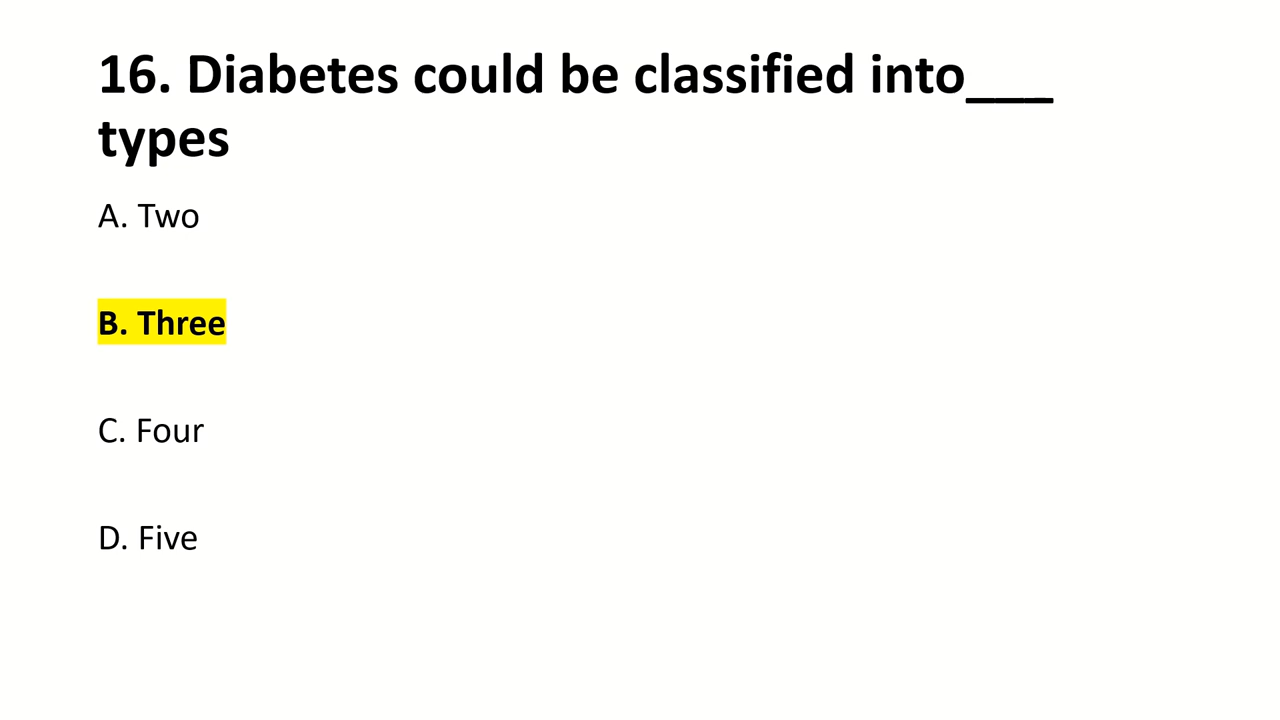 16. Diabetes could be classified into___
types
A. Two
B. Three
C. Four
D. Five